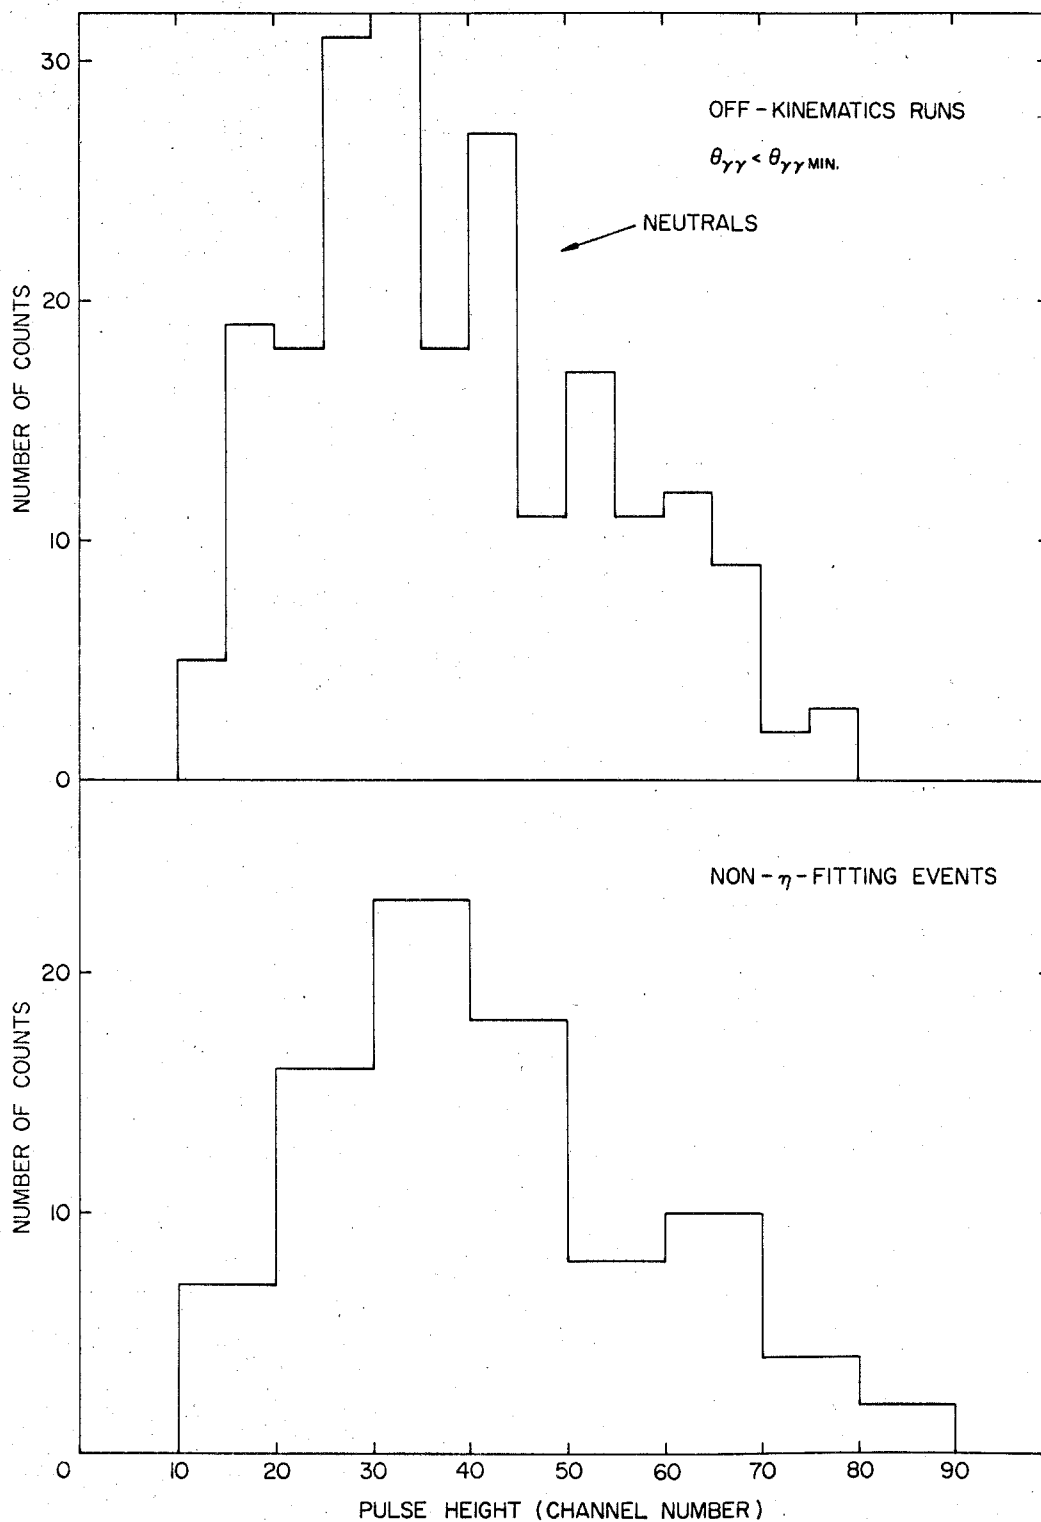 30
20
10
0
NUMBER OF COUNTS
OFF-KINEMATICS RUNS
θγγ < θγγ MIN.
NEUTRALS
20
10
0
NUMBER OF COUNTS
NON-η-FITTING EVENTS
10 20 30 40 50 60 70 80 90
PULSE HEIGHT (CHANNEL NUMBER)